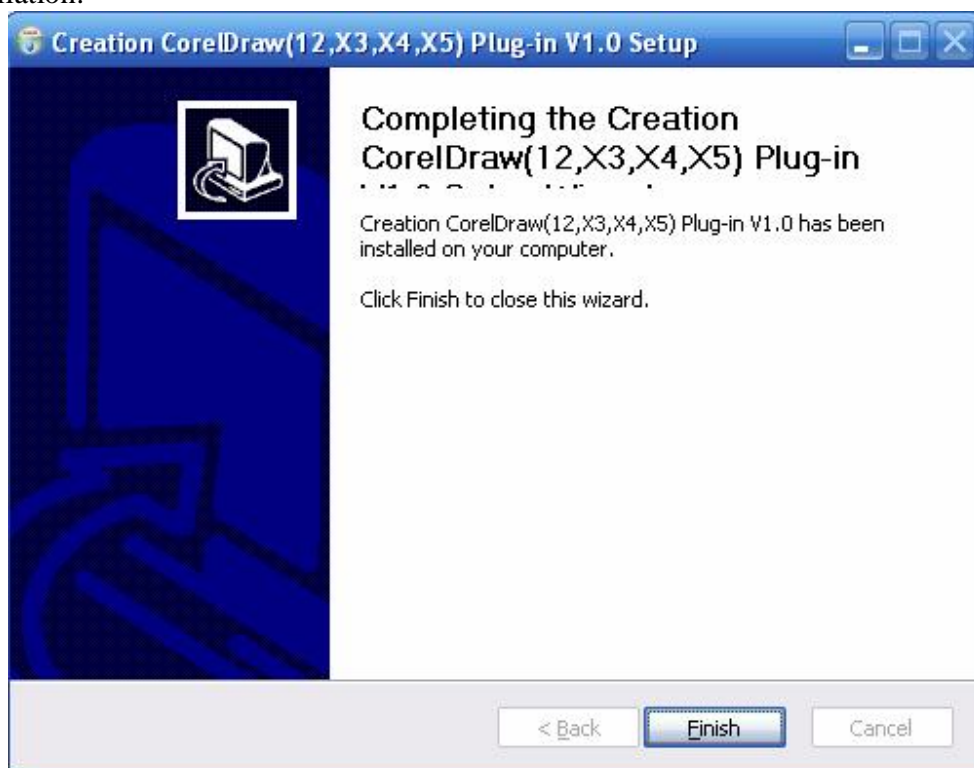 Creation CorelDraw(12,X3,X4,X5) Plug-in V1.0 Setup
Completing the Creation
CorelDraw(12,X3,X4,X5) Plug-in
Creation CorelDraw(12,X3,X4,X5) Plug-in V1.0 has been
installed on your computer.
Click Finish to close this wizard.
< Back
Finish
Cancel